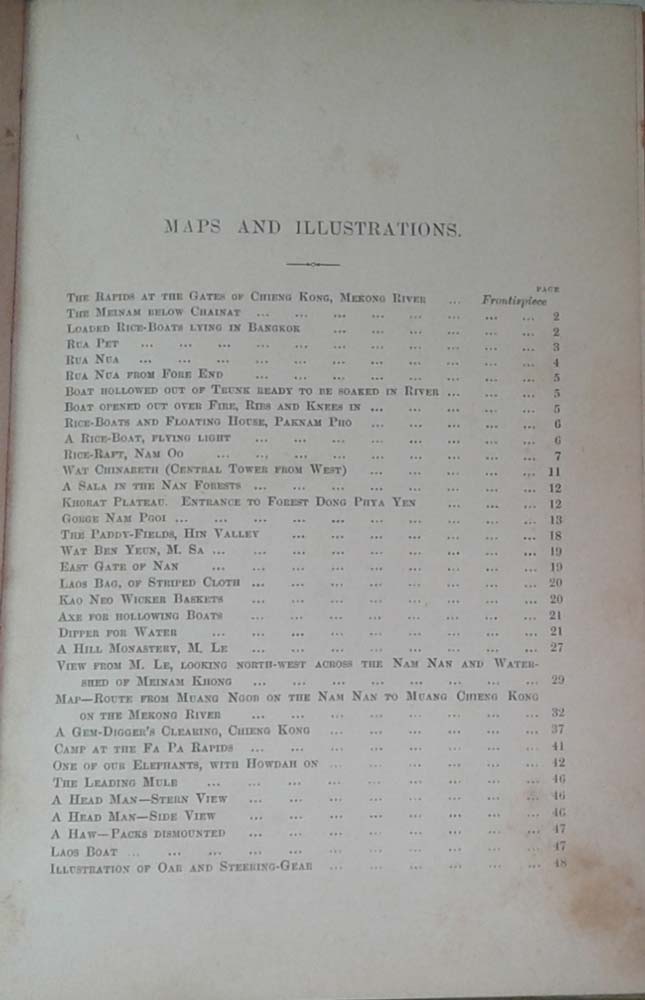 MAPS AND ILLUSTRATIONS.
PAGE
THE RAPIDS AT THE GATES OF CHIENG KONG, MEKONG RIVER ... Frontispiece
THE MEINAM BELOW CHAINAT ... ... ... ... ... ... ... ... 2
LOADED RICE-BOATS LYING IN BANGKOK ... ... ... ... ... ... 2
RUA PET ... ... ... ... ... ... ... ... ... ... ... 3
RUA NUA ... ... ... ... ... ... ... ... ... ... ... 4
RUA NUA FROM FORE END ... ... ... ... ... ... ... ... 5
BOAT HOLLOWED OUT OF TRUNK READY TO BE SOAKED IN RIVER ... ... ... 5
BOAT OPENED OUT OVER FIRE, RIBS AND KNEES IN ... ... ... ... ... 5
RICE-BOATS AND FLOATING HOUSE, PAKNAM PHO ... ... ... ... ... 6
A RICE-BOAT, FLYING LIGHT ... ... ... ... ... ... ... ... 6
RICE-RAFT, NAM OO ... ... ... ... ... ... ... ... ... 7
WAT CHINARETH (CENTRAL TOWER FROM WEST) ... ... ... ... ... 11
A SALA IN THE NAN FORESTS ... ... ... ... ... ... ... ... 12
KHORAT PLATEAU. ENTRANCE TO FOREST DONG PHYA YEN ... ... ... 12
GORGE NAM PGOI ... ... ... ... ... ... ... ... ... ... 13
THE PADDY-FIELDS, HIN VALLEY ... ... ... ... ... ... ... 18
WAT BEN YEUN, M. SA ... ... ... ... ... ... ... ... ... 19
EAST GATE OF NAN ... ... ... ... ... ... ... ... ... 19
LAOS BAG, OF STRIPED CLOTH ... ... ... ... ... ... ... ... 20
KAO NEO WICKER BASKETS ... ... ... ... ... ... ... ... 20
AXE FOR HOLLOWING BOATS ... ... ... ... ... ... ... ... 21
DIPPER FOR WATER ... ... ... ... ... ... ... ... ... 21
A HILL MONASTERY, M. LE ... ... ... ... ... ... ... ... 27
VIEW FROM M. LE, LOOKING NORTH-WEST ACROSS THE NAM NAN AND WATER-
SHED OF MEINAM KHONG ... ... ... ... ... ... ... ... 29
MAP—ROUTE FROM MUANG NGOB ON THE NAM NAN TO MUANG CHIENG KONG
ON THE MEKONG RIVER ... ... ... ... ... ... ... ... 32
A GEM-DIGGER'S CLEARING, CHIENG KONG ... ... ... ... ... ... 37
CAMP AT THE FA PA RAPIDS ... ... ... ... ... ... ... ... 41
ONE OF OUR ELEPHANTS, WITH HOWDAH ON ... ... ... ... ... ... 42
THE LEADING MULE ... ... ... ... ... ... ... ... ... 46
A HEAD MAN—STERN VIEW ... ... ... ... ... ... ... ... 46
A HEAD MAN—SIDE VIEW ... ... ... ... ... ... ... ... 46
A HAW—PACKS DISMOUNTED ... ... ... ... ... ... ... ... 47
LAOS BOAT ... ... ... ... ... ... ... ... ... ... ... 47
ILLUSTRATION OF OAR AND STEERING-GEAR ... ... ... ... ... ... 48